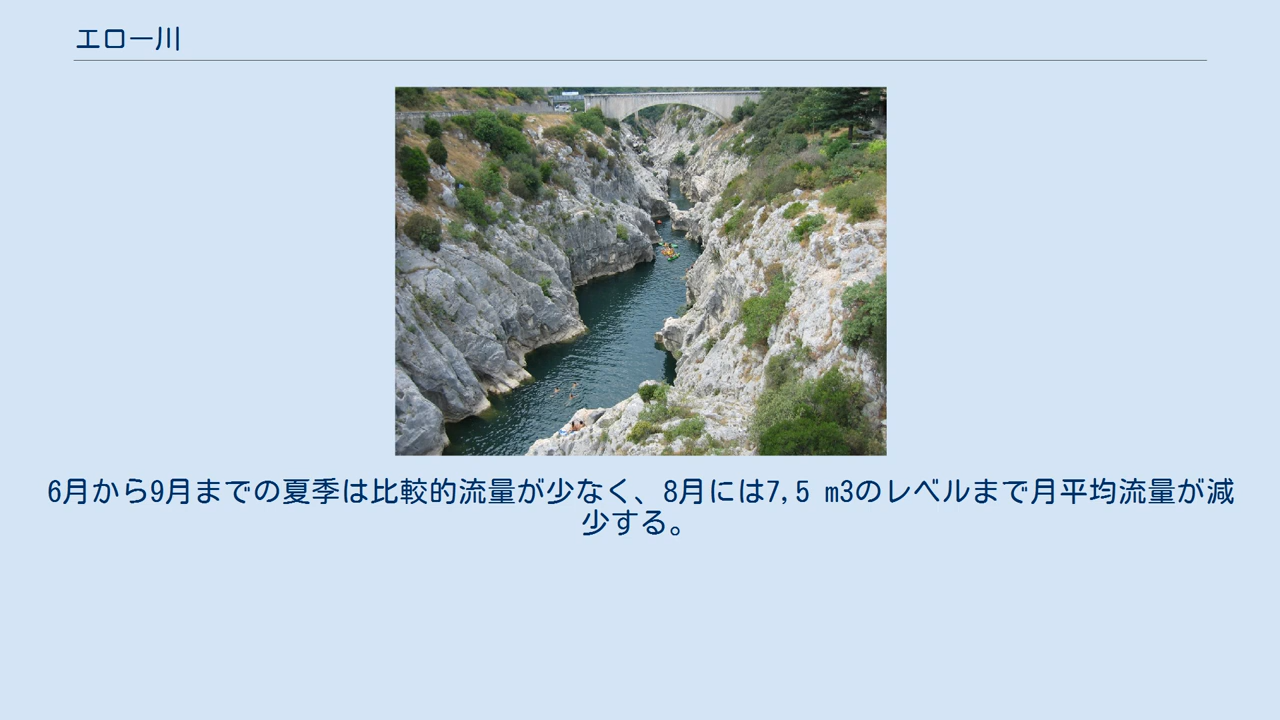 エロー川
6月から9月までの夏季は比較的流量が少なく、8月には7,5 m3のレベルまで月平均流量が減
少する。